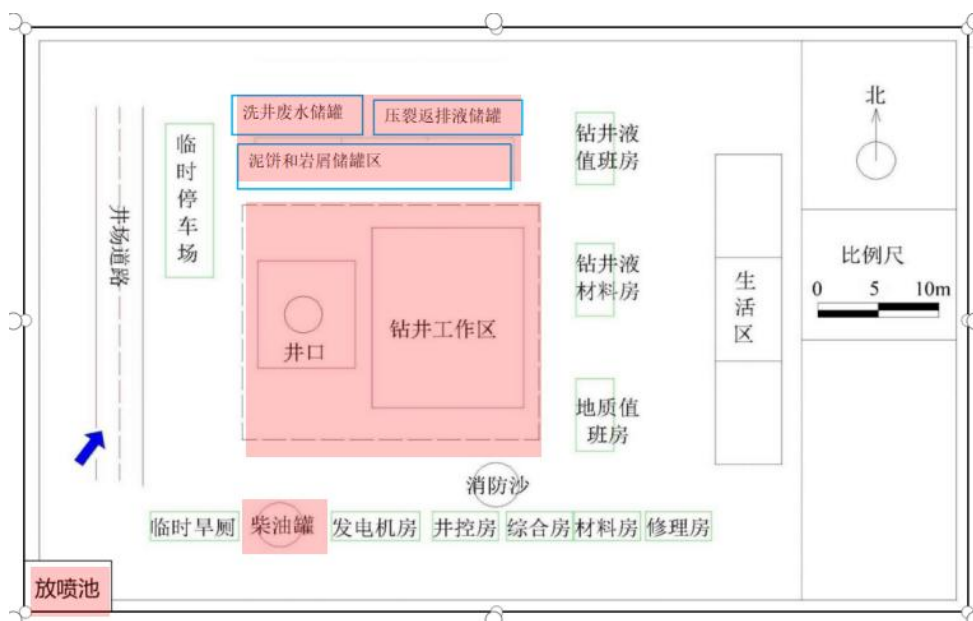 洗井废水储罐
压裂返排液储罐
泥饼和岩屑储罐区
临时停车场
井场道路
钻井液
值班房
钻井液
材料房
地质值
班房
井口
钻井工作区
生活区
北
比例尺
0 5 10m
消防沙
临时旱厕
柴油罐
发电机房
井控房
综合房
材料房
修理房
放喷池